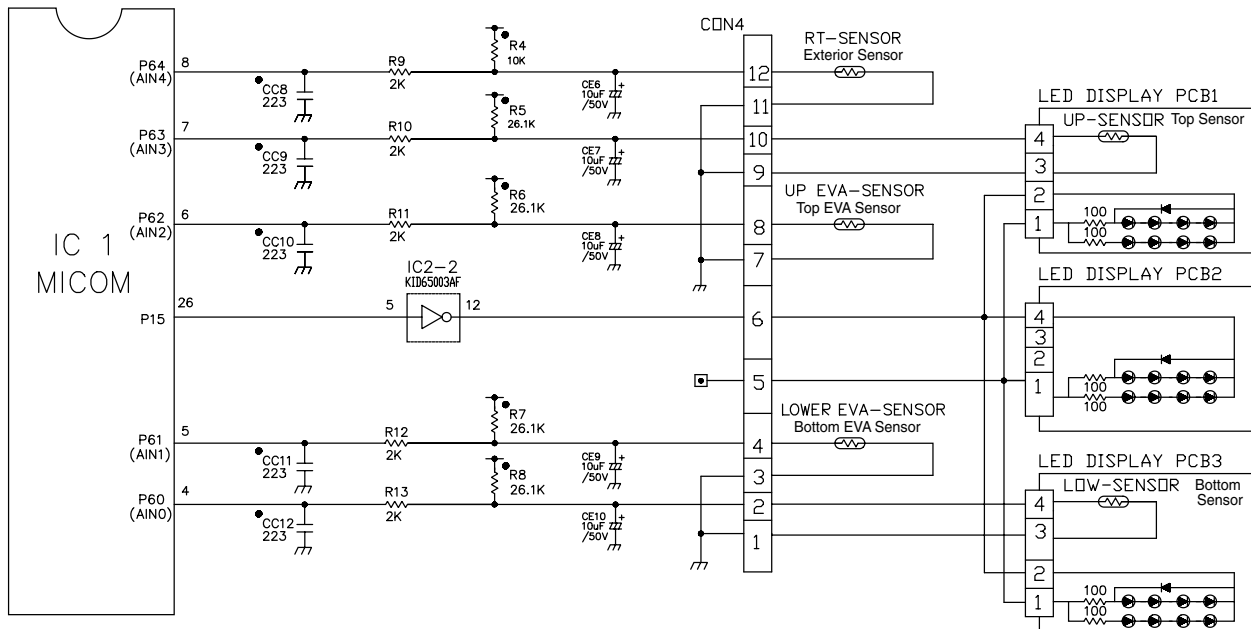 CON4
RT-SENSOR
Exterior Sensor
R4
10K
P64
(AIN4)
8
R9
2K
CC8
223
CE6
10uF
/50V
12
11
R5
26.1K
P63
(AIN3)
7
R10
2K
CC9
223
CE7
10uF
/50V
10
9
LED DISPLAY PCB1
UP-SENSOR Top Sensor
4
3
2
1
100
100
R6
26.1K
P62
(AIN2)
6
R11
2K
CC10
223
CE8
10uF
/50V
UP EVA-SENSOR
Top EVA Sensor
8
7
IC 1
MICOM
IC2-2
KID65003AF
P15
26
5
12
6
5
LED DISPLAY PCB2
4
3
2
1
100
100
R7
26.1K
P61
(AIN1)
5
R12
2K
CC11
223
CE9
10uF
/50V
LOWER EVA-SENSOR
Bottom EVA Sensor
4
3
R8
26.1K
P60
(AIN0)
4
R13
2K
CC12
223
CE10
10uF
/50V
2
1
LED DISPLAY PCB3
LOW-SENSOR Bottom
Sensor
4
3
2
1
100
100